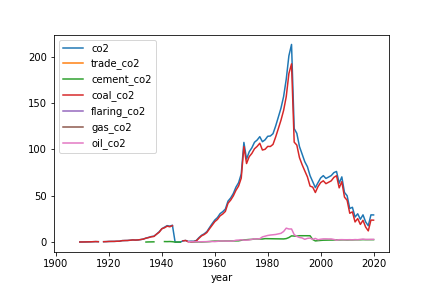 co2
trade_co2
cement_co2
coal_co2
flaring_co2
gas_co2
oil_co2
200
150
100
50
0
1900
1920
1940
1960
1980
2000
2020
year